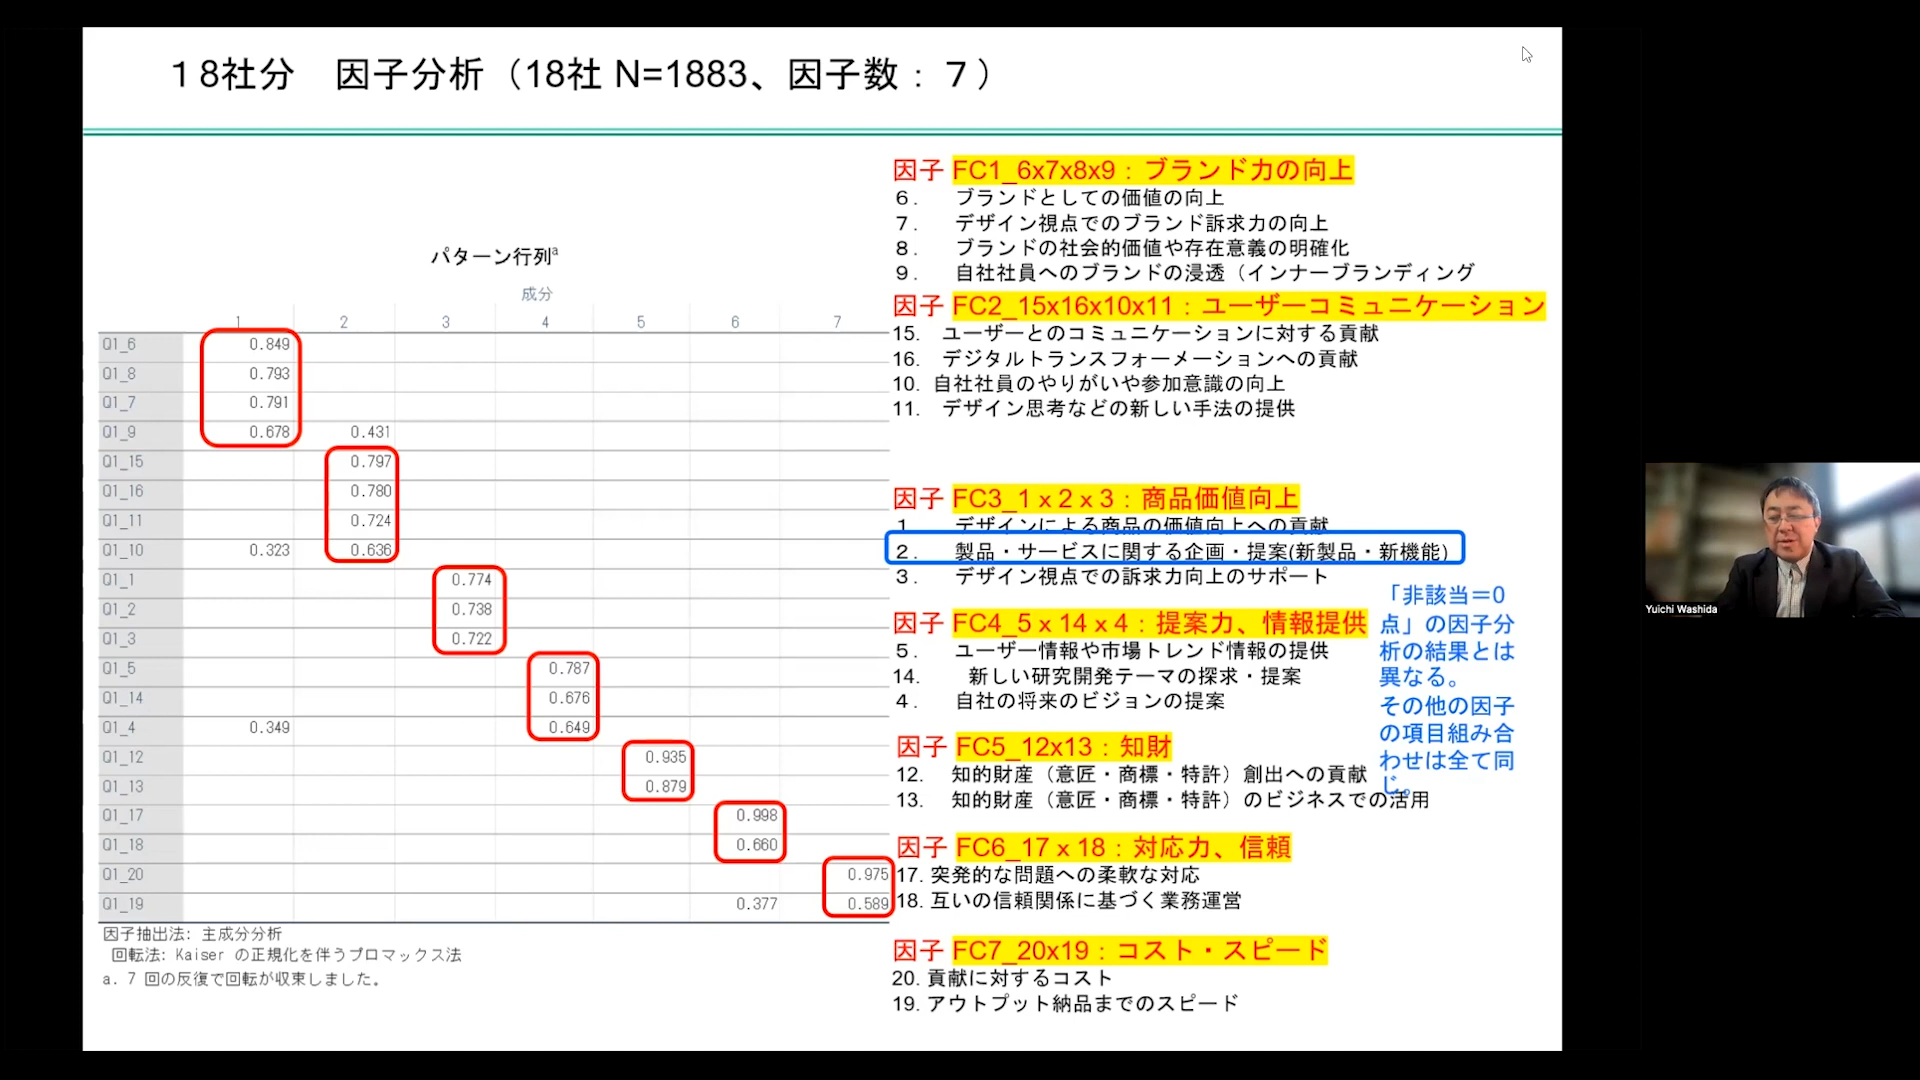 １８社分　因子分析（18社 N=1883、因子数：７）
パターン行列a
成分
1 2 3 4 5 6 7
Q1_6 0.849
Q1_8 0.793
Q1_7 0.791
Q1_9 0.678 0.431
Q1_15 0.797
Q1_16 0.780
Q1_11 0.724
Q1_10 0.323 0.636
Q1_1 0.774
Q1_2 0.738
Q1_3 0.722
Q1_5 0.787
Q1_14 0.676
Q1_4 0.349 0.649
Q1_12 0.935
Q1_13 0.879
Q1_17 0.998
Q1_18 0.660
Q1_20 0.975
Q1_19 0.377 0.589
因子抽出法: 主成分分析
回転法: Kaiser の正規化を伴うプロマックス法
a. 7 回の反復で回転が収束しました。
因子 FC1_6x7x8x9：ブランド力の向上
6. ブランドとしての価値の向上
7. デザイン視点でのブランド訴求力の向上
8. ブランドの社会的価値や存在意義の明確化
9. 自社社員へのブランドの浸透（インナーブランディング
因子 FC2_15x16x10x11：ユーザーコミュニケーション
15. ユーザーとのコミュニケーションに対する貢献
16. デジタルトランスフォーメーションへの貢献
10. 自社社員のやりがいや参加意識の向上
11. デザイン思考などの新しい手法の提供
因子 FC3_1ｘ2ｘ3：商品価値向上
1 デザインによる商品の価値向上への貢献
2. 製品・サービスに関する企画・提案(新製品・新機能)
3. デザイン視点での訴求力向上のサポート
因子 FC4_5ｘ14ｘ4：提案力、情報提供
5. ユーザー情報や市場トレンド情報の提供
14. 新しい研究開発テーマの探求・提案
4. 自社の将来のビジョンの提案
因子 FC5_12x13：知財
12. 知的財産（意匠・商標・特許）創出への貢献
13. 知的財産（意匠・商標・特許）のビジネスでの活用
因子 FC6_17ｘ18：対応力、信頼
17. 突発的な問題への柔軟な対応
18. 互いの信頼関係に基づく業務運営
因子 FC7_20x19：コスト・スピード
20. 貢献に対するコスト
19. アウトプット納品までのスピード
「非該当＝0
点」の因子分
析の結果とは
異なる。
その他の因子
の項目組み合
わせは全て同
じ。
Yuichi Washida